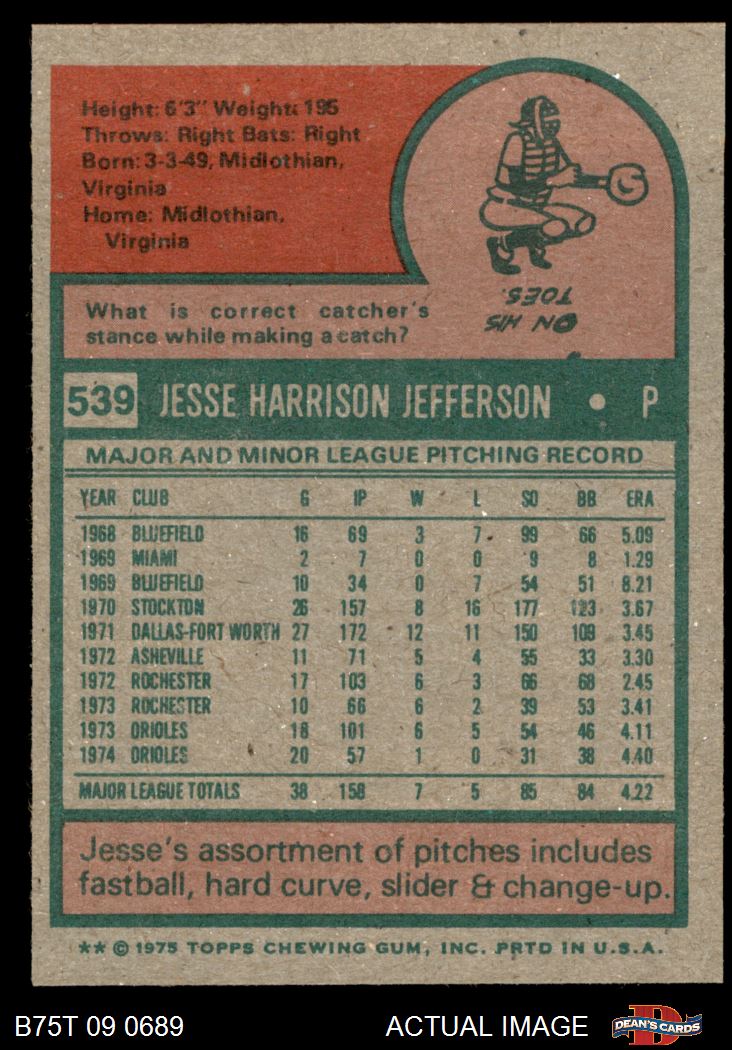 Height: 6'3" Weight: 195
Throws: Right Bats: Right
Born: 3-3-49, Midlothian,
Virginia
Home: Midlothian,
Virginia
ON HIS
TOES.
What is correct catcher's
stance while making a catch?
539 JESSE HARRISON JEFFERSON • P
MAJOR AND MINOR LEAGUE PITCHING RECORD
YEAR CLUB G IP W L SO BB ERA
1968 BLUEFIELD 16 69 3 7 99 66 5.09
1969 MIAMI 2 7 0 0 9 8 1.29
1969 BLUEFIELD 10 34 0 7 54 51 8.21
1970 STOCKTON 26 157 8 16 177 123 3.67
1971 DALLAS-FORT WORTH 27 172 12 11 150 109 3.45
1972 ASHEVILLE 11 71 5 4 55 33 3.30
1972 ROCHESTER 17 103 6 3 66 68 2.45
1973 ROCHESTER 10 66 6 2 39 53 3.41
1973 ORIOLES 18 101 6 5 54 46 4.11
1974 ORIOLES 20 57 1 0 31 38 4.40
MAJOR LEAGUE TOTALS 38 158 7 5 85 84 4.22
Jesse's assortment of pitches includes
fastball, hard curve, slider & change-up.
** © 1975 TOPPS CHEWING GUM, INC. PRTD IN U.S.A.
B75T 09 0689 ACTUAL IMAGE D DEAN'S CARDS